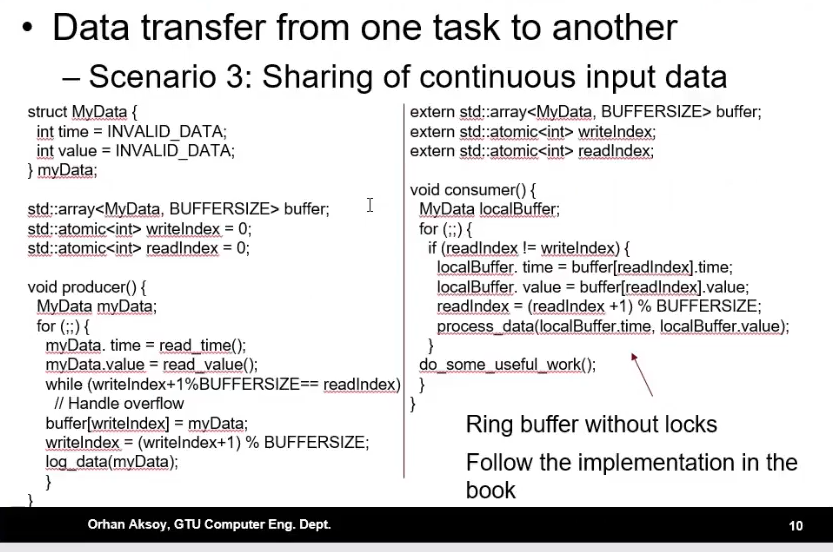 • Data transfer from one task to another
– Scenario 3: Sharing of continuous input data
struct MyData {
int time = INVALID_DATA;
int value = INVALID_DATA;
} myData;
std::array<MyData, BUFFERSIZE> buffer;
std::atomic<int> writeIndex = 0;
std::atomic<int> readIndex = 0;
void producer() {
MyData myData;
for (;;) {
myData. time = read_time();
myData.value = read_value();
while (writeIndex+1%BUFFERSIZE== readIndex)
// Handle overflow
buffer[writeIndex] = myData;
writeIndex = (writeIndex+1) % BUFFERSIZE;
log_data(myData);
}
}
extern std::array<MyData, BUFFERSIZE> buffer;
extern std::atomic<int> writeIndex;
extern std::atomic<int> readIndex;
void consumer() {
MyData localBuffer;
for (;;) {
if (readIndex != writeIndex) {
localBuffer. time = buffer[readIndex].time;
localBuffer. value = buffer[readIndex].value;
readIndex = (readIndex +1) % BUFFERSIZE;
process_data(localBuffer.time, localBuffer.value);
}
do_some_useful_work();
}
}
Ring buffer without locks
Follow the implementation in the
book
Orhan Aksoy, GTU Computer Eng. Dept.
10